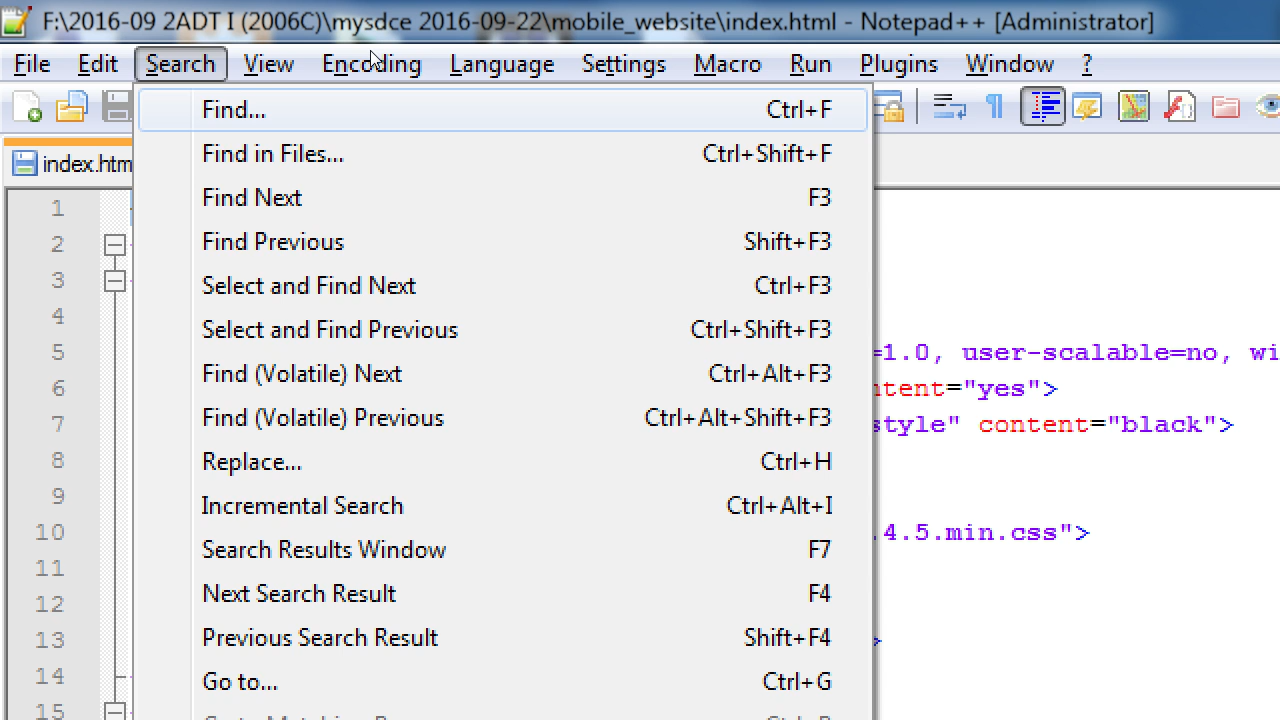 F:\2016-09 2ADT I (2006C)\mysdce 2016-09-22\mobile_website\index.html - Notepad++ [Administrator]
File Edit Search View Encoding Language Settings Macro Run Plugins Window ?
index.htm
Find... Ctrl+F
Find in Files... Ctrl+Shift+F
1 Find Next F3
2 Find Previous Shift+F3
3 Select and Find Next Ctrl+F3
4 Select and Find Previous Ctrl+Shift+F3
5 =1.0, user-scalable=no, wi
6 Find (Volatile) Next Ctrl+Alt+F3 ntent="yes">
7 Find (Volatile) Previous Ctrl+Alt+Shift+F3 style" content="black">
8 Replace... Ctrl+H
9 Incremental Search Ctrl+Alt+I
10 .4.5.min.css">
11 Search Results Window F7
12 Next Search Result F4
13 Previous Search Result Shift+F4 >
14 Go to... Ctrl+G
15